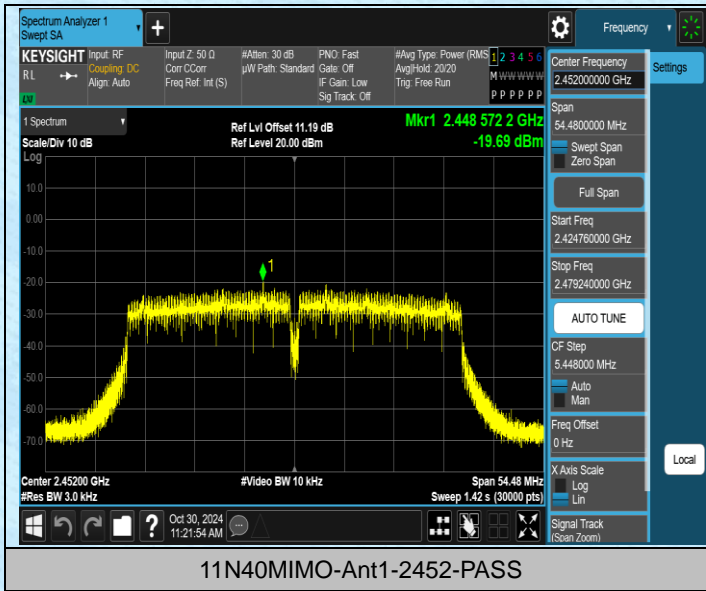 Spectrum Analyzer 1
Swept SA
Frequency
KEYSIGHT
RL
Input: RF
Coupling: DC
Align: Auto
Input Z: 50 Ω
Corr CCorr
Freq Ref: Int (S)
#Atten: 30 dB
µW Path: Standard
PNO: Fast
Gate: Off
IF Gain: Low
Sig Track: Off
#Avg Type: Power (RMS
Avg|Hold: 20/20
Trig: Free Run
1 2 3 4 5 6
M W W W W W
P P P P P P
Settings
Center Frequency
2.452000000 GHz
Span
54.4800000 MHz
Swept Span
Zero Span
Full Span
Start Freq
2.424760000 GHz
Stop Freq
2.479240000 GHz
AUTO TUNE
CF Step
5.448000 MHz
Auto
Man
Freq Offset
0 Hz
X Axis Scale
Log
Lin
Signal Track
(Span Zoom)
Local
1 Spectrum
Scale/Div 10 dB
Ref Lvl Offset 11.19 dB
Ref Level 20.00 dBm
Mkr1 2.448 572 2 GHz
-19.69 dBm
Log
10.0
0.00
-10.0
-20.0
-30.0
-40.0
-50.0
-60.0
-70.0
1
Center 2.45200 GHz
#Res BW 3.0 kHz
#Video BW 10 kHz
Span 54.48 MHz
Sweep 1.42 s (30000 pts)
?
Oct 30, 2024
11:21:54 AM
11N40MIMO-Ant1-2452-PASS